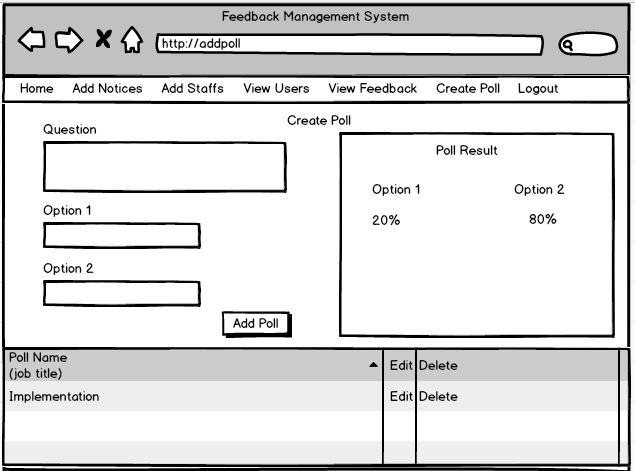 Feedback Management System
http://addpoll
Home Add Notices Add Staffs View Users View Feedback Create Poll Logout
Create Poll
Question
Option 1
Option 2
Add Poll
Poll Result
Option 1 Option 2
20% 80%
Poll Name
(job title)
Edit Delete
Implementation Edit Delete